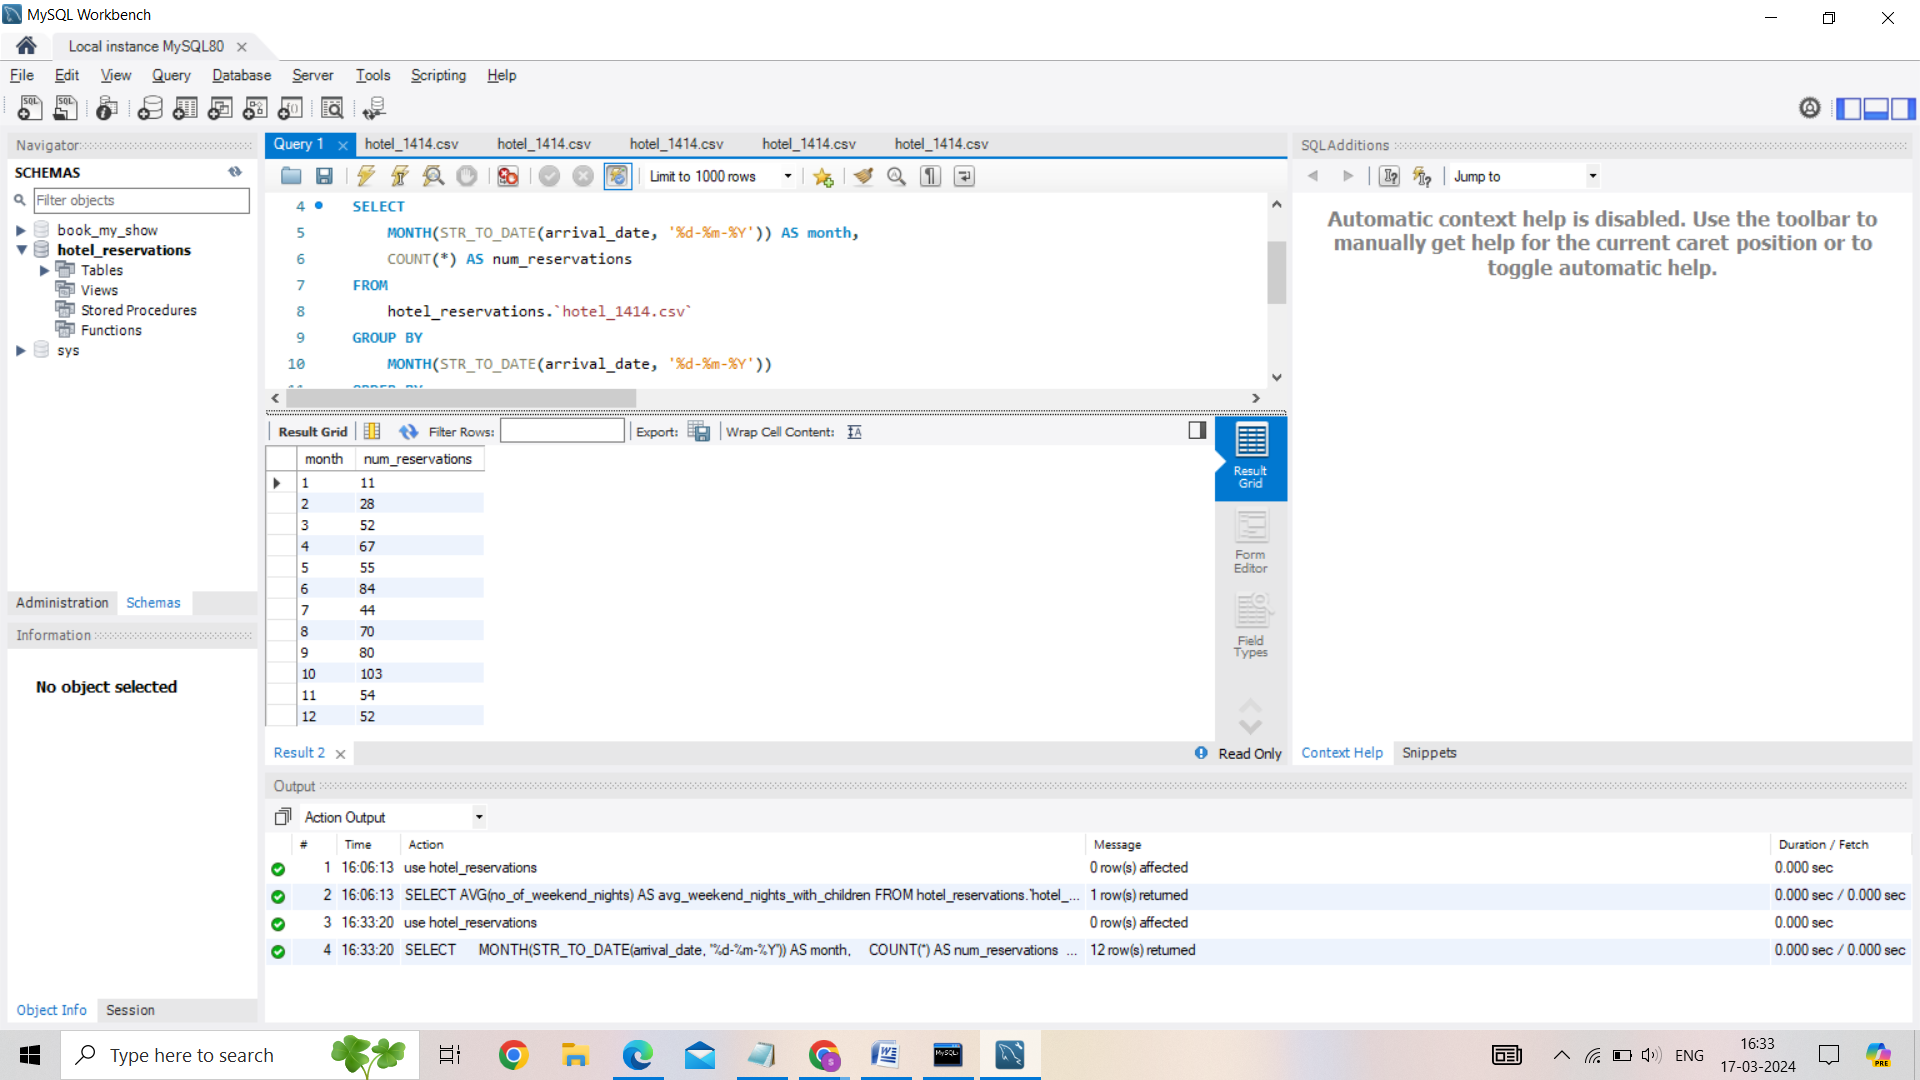 MySQL Workbench
Local instance MySQL80
File Edit View Query Database Server Tools Scripting Help
Navigator
SCHEMAS
Filter objects
book_my_show
hotel_reservations
Tables
Views
Stored Procedures
Functions
sys
Administration Schemas
Information
No object selected
Object Info Session
Query 1 hotel_1414.csv hotel_1414.csv hotel_1414.csv hotel_1414.csv hotel_1414.csv
Limit to 1000 rows
4 SELECT
5 MONTH(STR_TO_DATE(arrival_date, '%d-%m-%Y')) AS month,
6 COUNT(*) AS num_reservations
7 FROM
8 hotel_reservations.`hotel_1414.csv`
9 GROUP BY
10 MONTH(STR_TO_DATE(arrival_date, '%d-%m-%Y'))
11 ORDER BY
Result Grid Filter Rows: Export: Wrap Cell Content:
month num_reservations
1 11
2 28
3 52
4 67
5 55
6 84
7 44
8 70
9 80
10 103
11 54
12 52
Result Grid
Form Editor
Field Types
Result 2 Read Only
SQLAdditions
Jump to
Automatic context help is disabled. Use the toolbar to
manually get help for the current caret position or to
toggle automatic help.
Context Help Snippets
Output
Action Output
# Time Action Message Duration / Fetch
1 16:06:13 use hotel_reservations 0 row(s) affected 0.000 sec
2 16:06:13 SELECT AVG(no_of_weekend_nights) AS avg_weekend_nights_with_children FROM hotel_reservations.`hotel_... 1 row(s) returned 0.000 sec / 0.000 sec
3 16:33:20 use hotel_reservations 0 row(s) affected 0.000 sec
4 16:33:20 SELECT MONTH(STR_TO_DATE(arrival_date, '%d-%m-%Y')) AS month, COUNT(*) AS num_reservations ... 12 row(s) returned 0.000 sec / 0.000 sec
Type here to search
ENG
16:33
17-03-2024
PRE